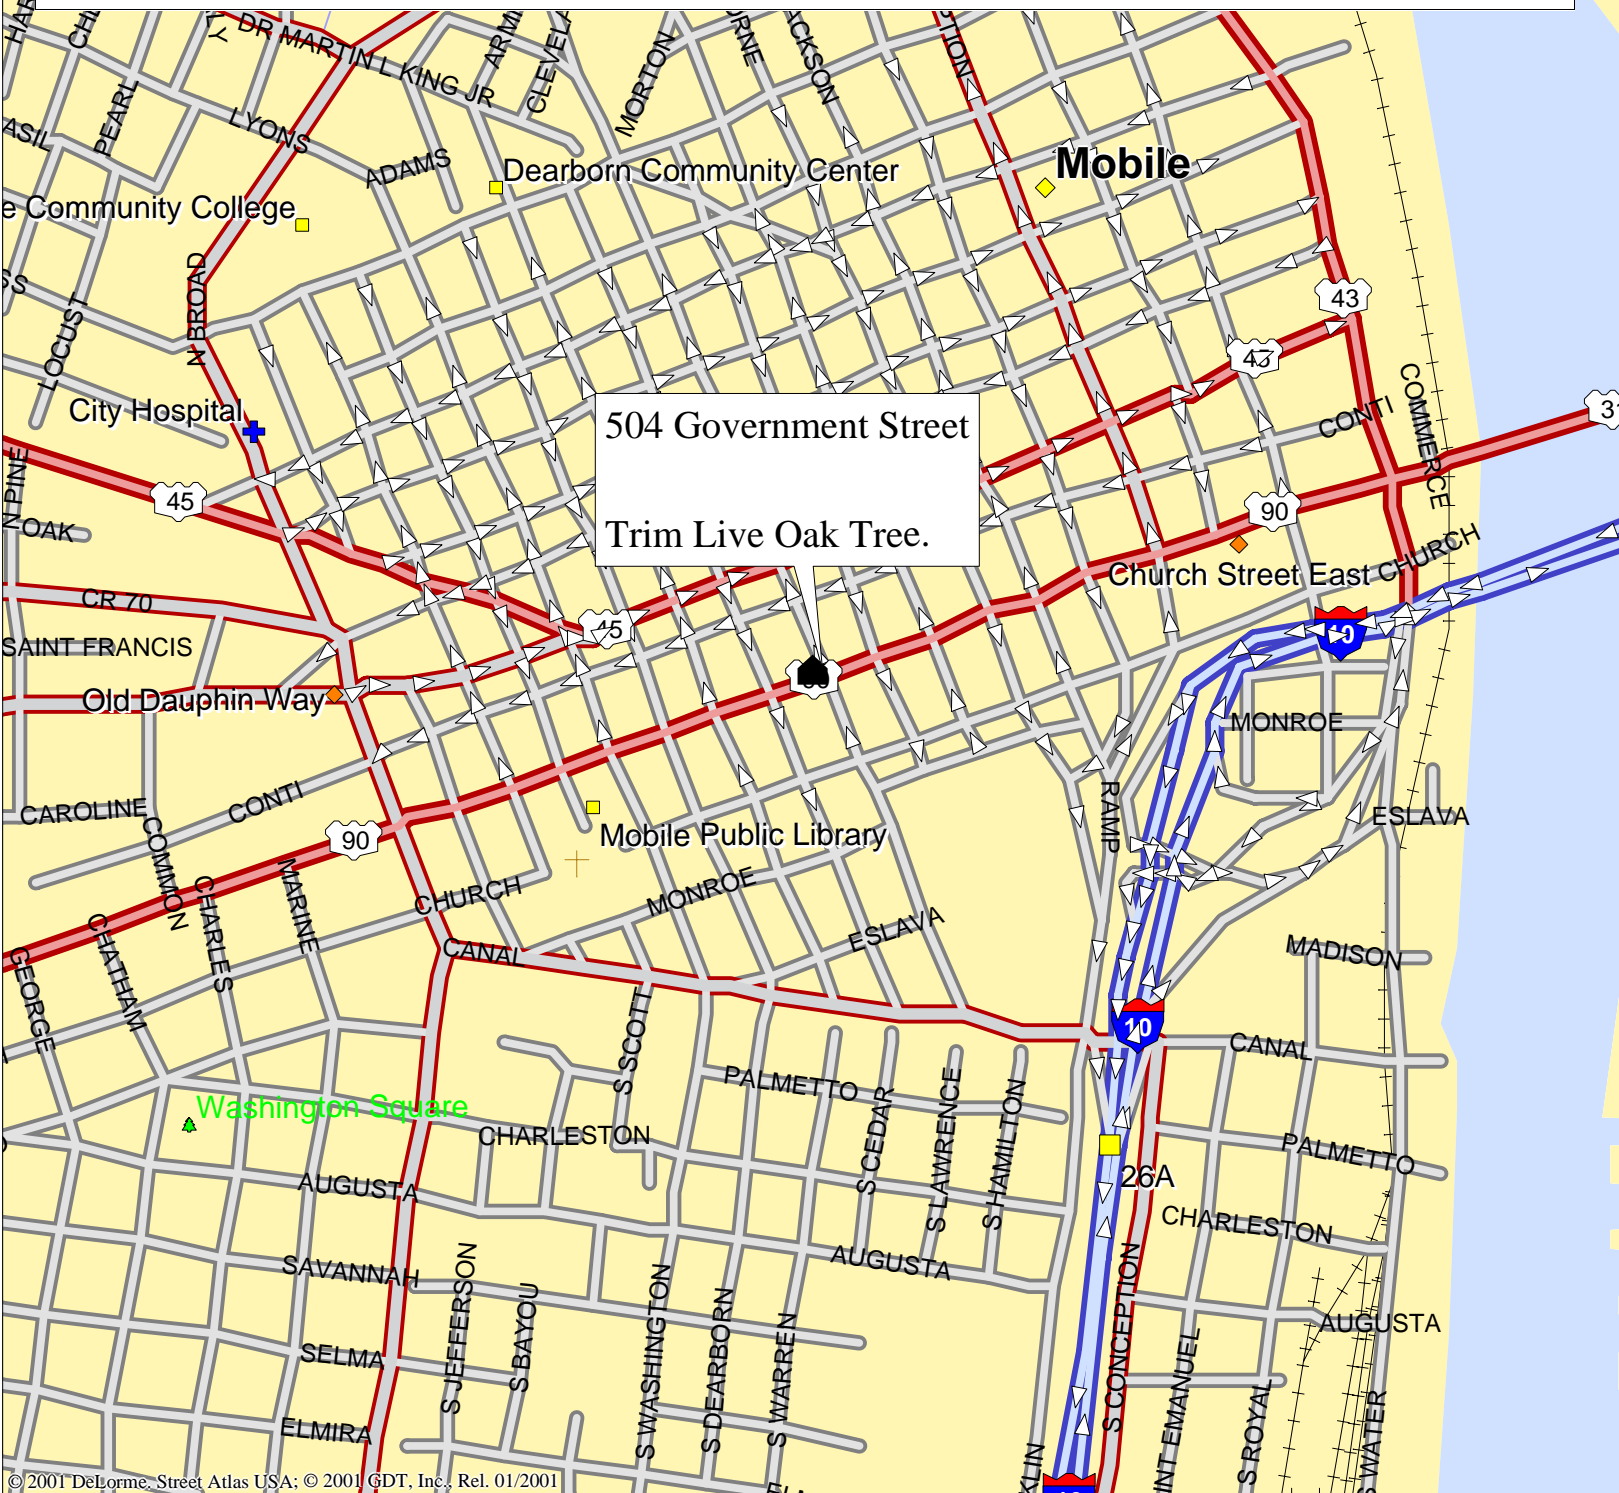 DR MARTIN L KING JR
MORTON
PEARL
LYONS
ADAMS
Dearborn Community Center
Mobile
e Community College
N BROAD
LOCUST
43
45
COMMERCE
CONTI
City Hospital
504 Government Street
Trim Live Oak Tree.
45
90
N PINE
OAK
CHURCH
Church Street East
CR 70
45
10
SAINT FRANCIS
Old Dauphin Way
MONROE
CONTI
CAROLINE
COMMON
90
Mobile Public Library
RAMP
ESLAVA
MARINE
CHARLES
CHURCH
MONROE
CHATHAM
GEORGE
CANAL
ESLAVA
MADISON
10
CANAL
S SCOTT
PALMETTO
S CEDAR
S LAWRENCE
S HAMILTON
Washington Square
CHARLESTON
PALMETTO
26A
AUGUSTA
CHARLESTON
SAVANNAH
AUGUSTA
S JEFFERSON
S BAYOU
S WASHINGTON
S DEARBORN
S WARREN
S CONCEPTION
AUGUSTA
SELMA
ELMIRA
S ROYAL
S WATER
© 2001 DeLorme. Street Atlas USA; © 2001 GDT, Inc., Rel. 01/2001